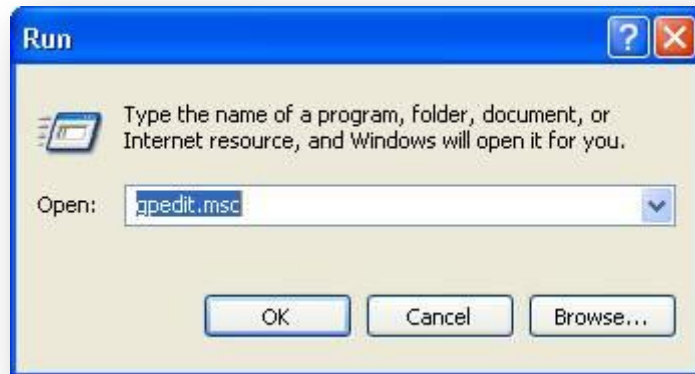 Run
Type the name of a program, folder, document, or
Internet resource, and Windows will open it for you.
Open: gpedit.msc
OK Cancel Browse...